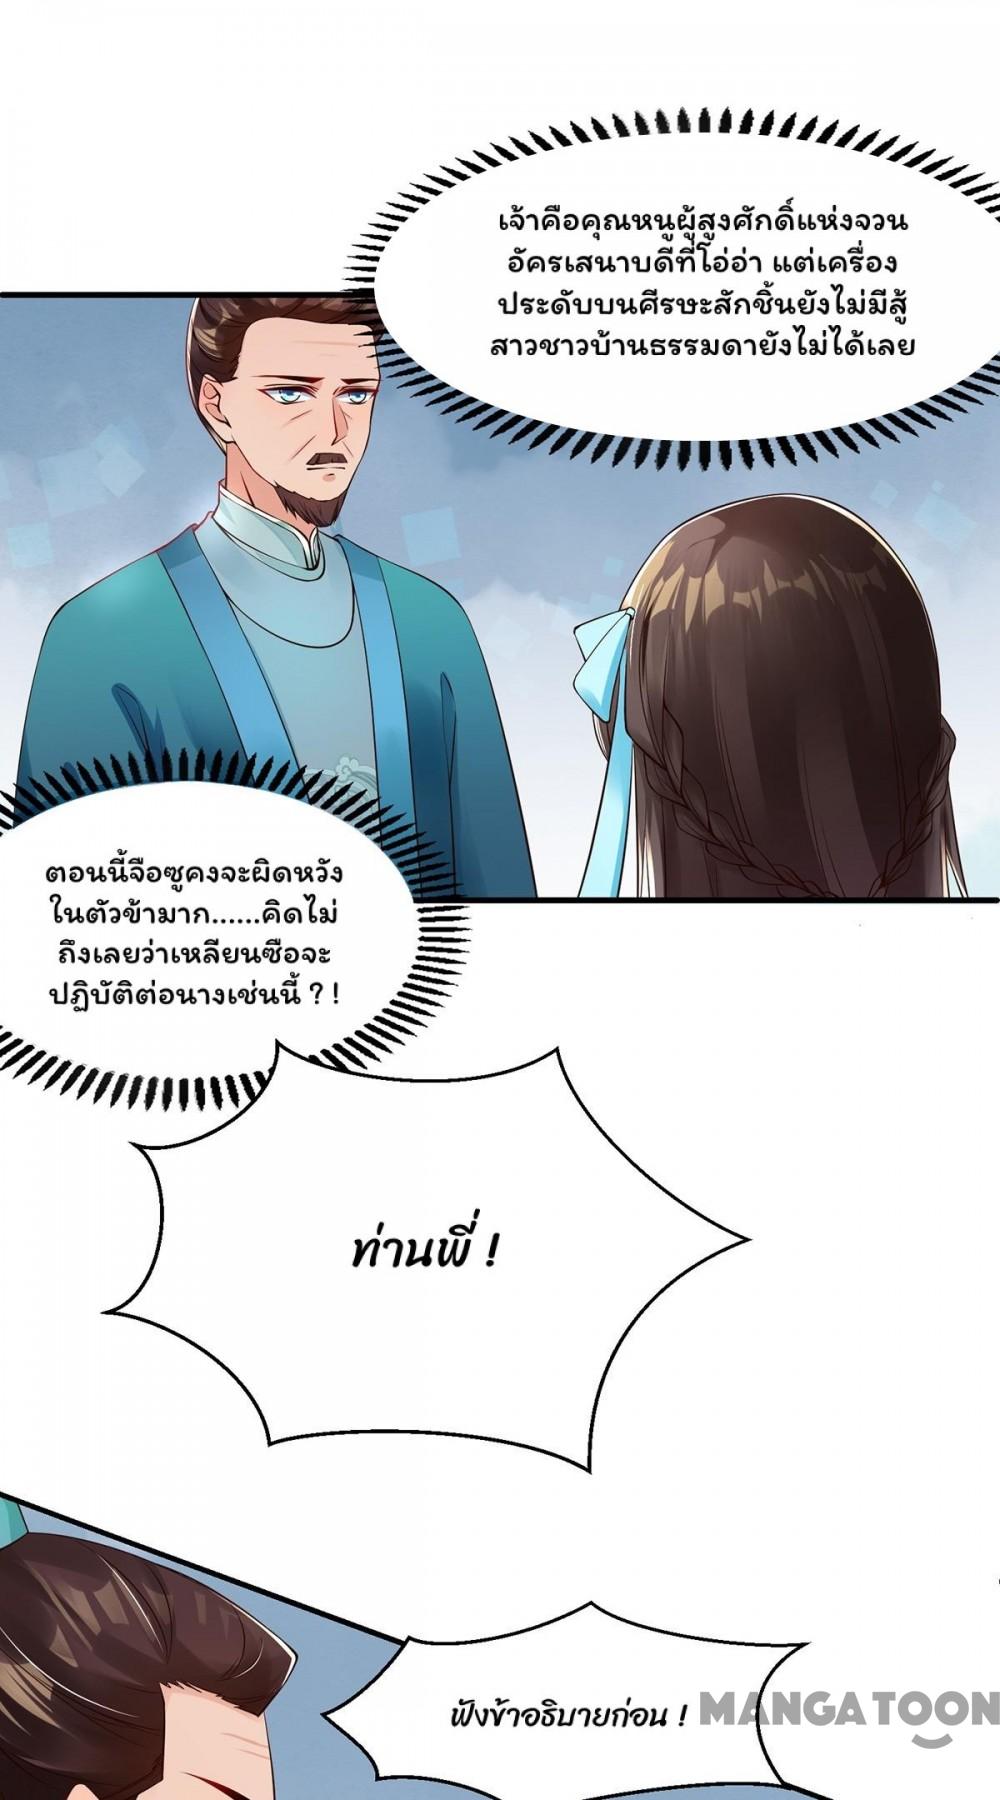 เจ้าคือคุณหนูผู้สูงศักดิ์แห่งจวน
อัครเสนาบดีที่โอ่อ่า แต่เครื่อง
ประดับบนศีรษะสักชิ้นยังไม่มีสู้
สาวชาวบ้านธรรมดายังไม่ได้เลย
ตอนนี้จือซูคงจะผิดหวัง
ในตัวข้ามาก......คิดไม่
ถึงเลยว่าเหลียนซือจะ
ปฏิบัติต่อนางเช่นนี้ ?!
ท่านพี่ !
ฟังข้าอธิบายก่อน !
MANGATOON